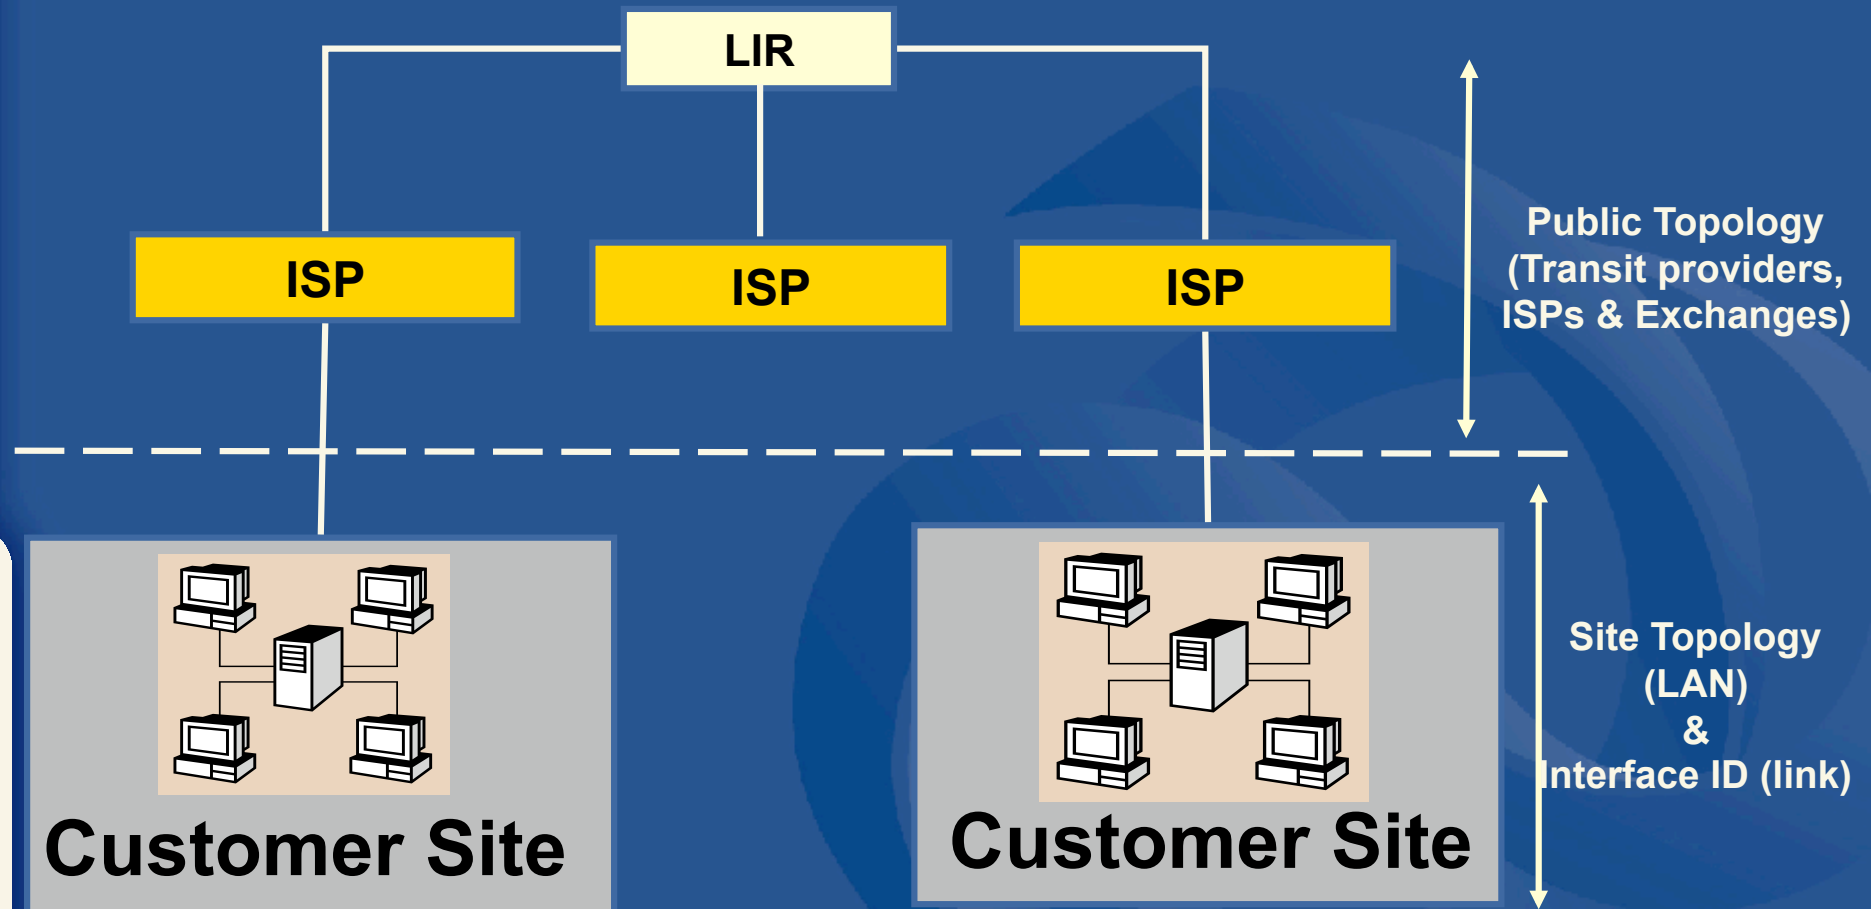 LIR
ISP
ISP
ISP
Public Topology
(Transit providers,
ISPs & Exchanges)
Site Topology
(LAN)
&
Interface ID (link)
Customer Site
Customer Site